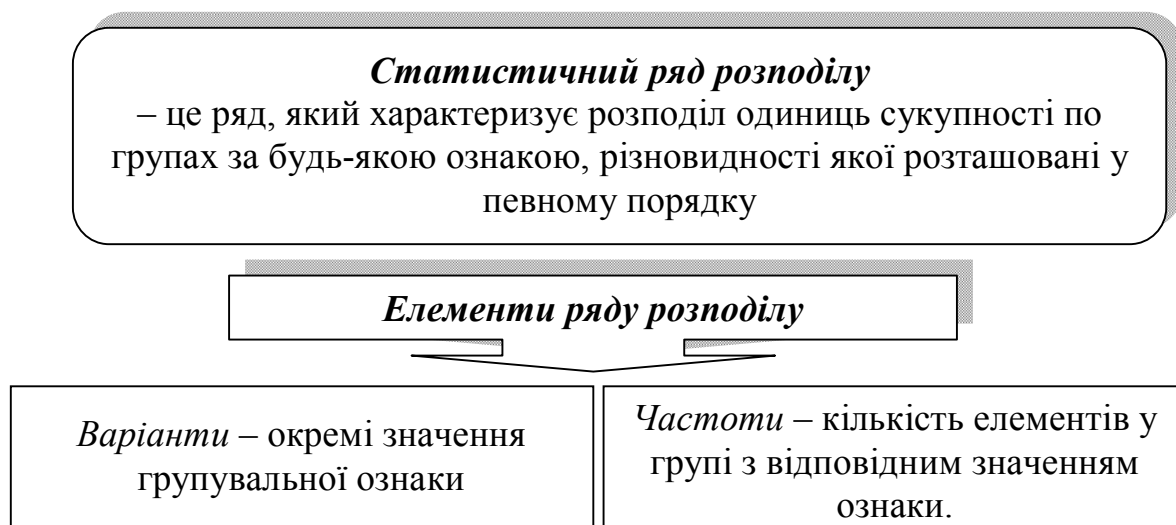 Статистичний ряд розподілу
– це ряд, який характеризує розподіл одиниць сукупності по
групах за будь-якою ознакою, різновидності якої розташовані у
певному порядку
Елементи ряду розподілу
Варіанти – окремі значення
групувальної ознаки
Частоти – кількість елементів у
групі з відповідним значенням
ознаки.